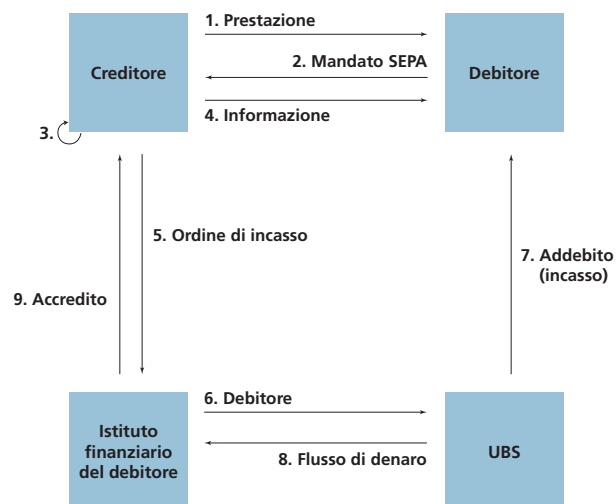 1. Prestazione
2. Mandato SEPA
Creditore
Debitore
4. Informazione
3.
5. Ordine di incasso
7. Addebito
(incasso)
9. Accredito
6. Debitore
Istituto
finanziario
del debitore
UBS
8. Flusso di denaro